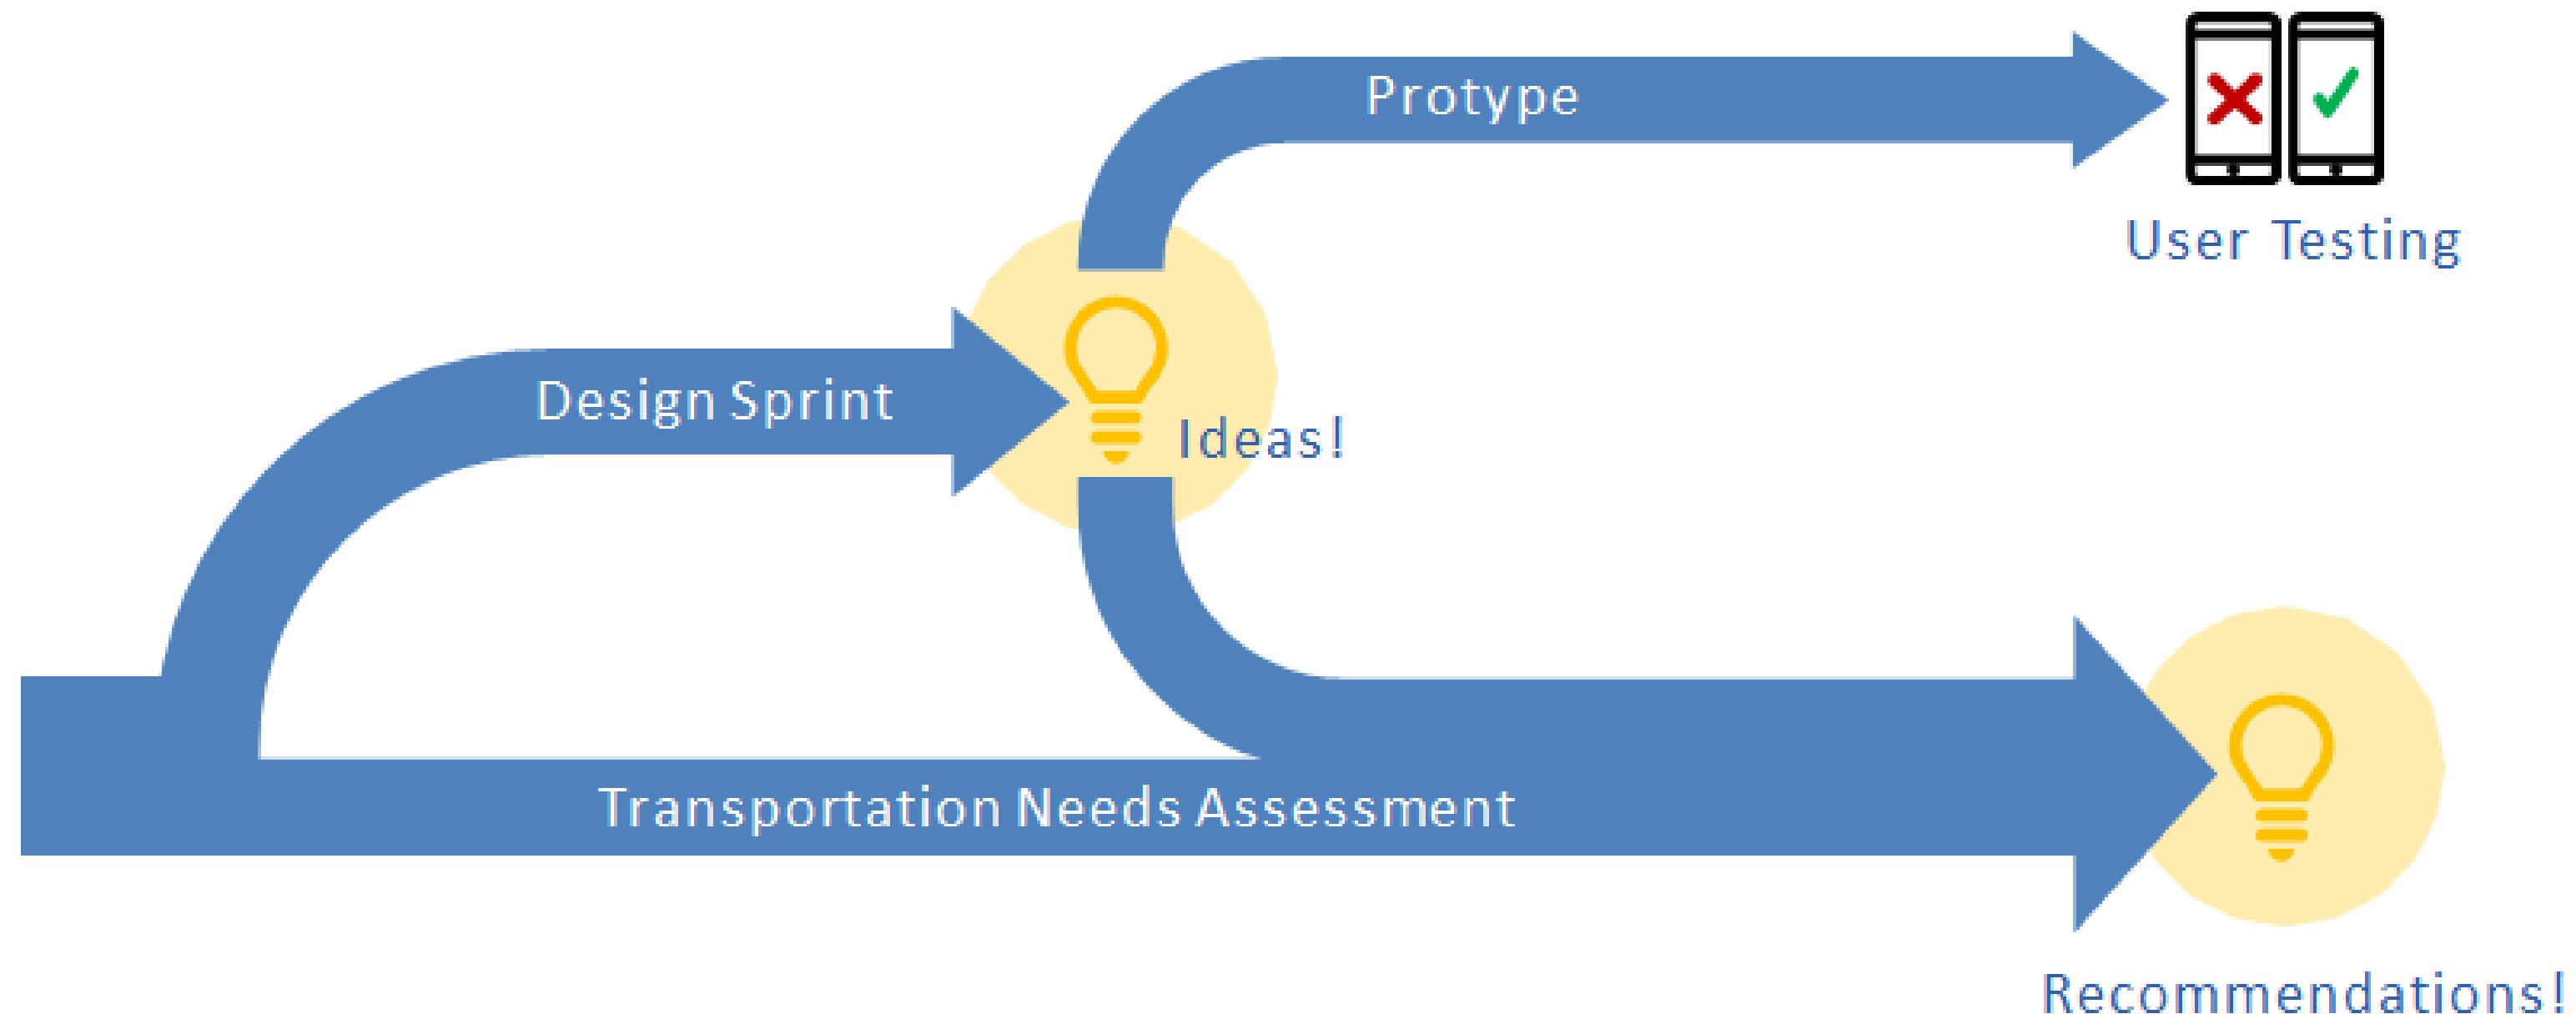 Protype
User Testing
Design Sprint
Ideas!
Transportation Needs Assessment
Recommendations!